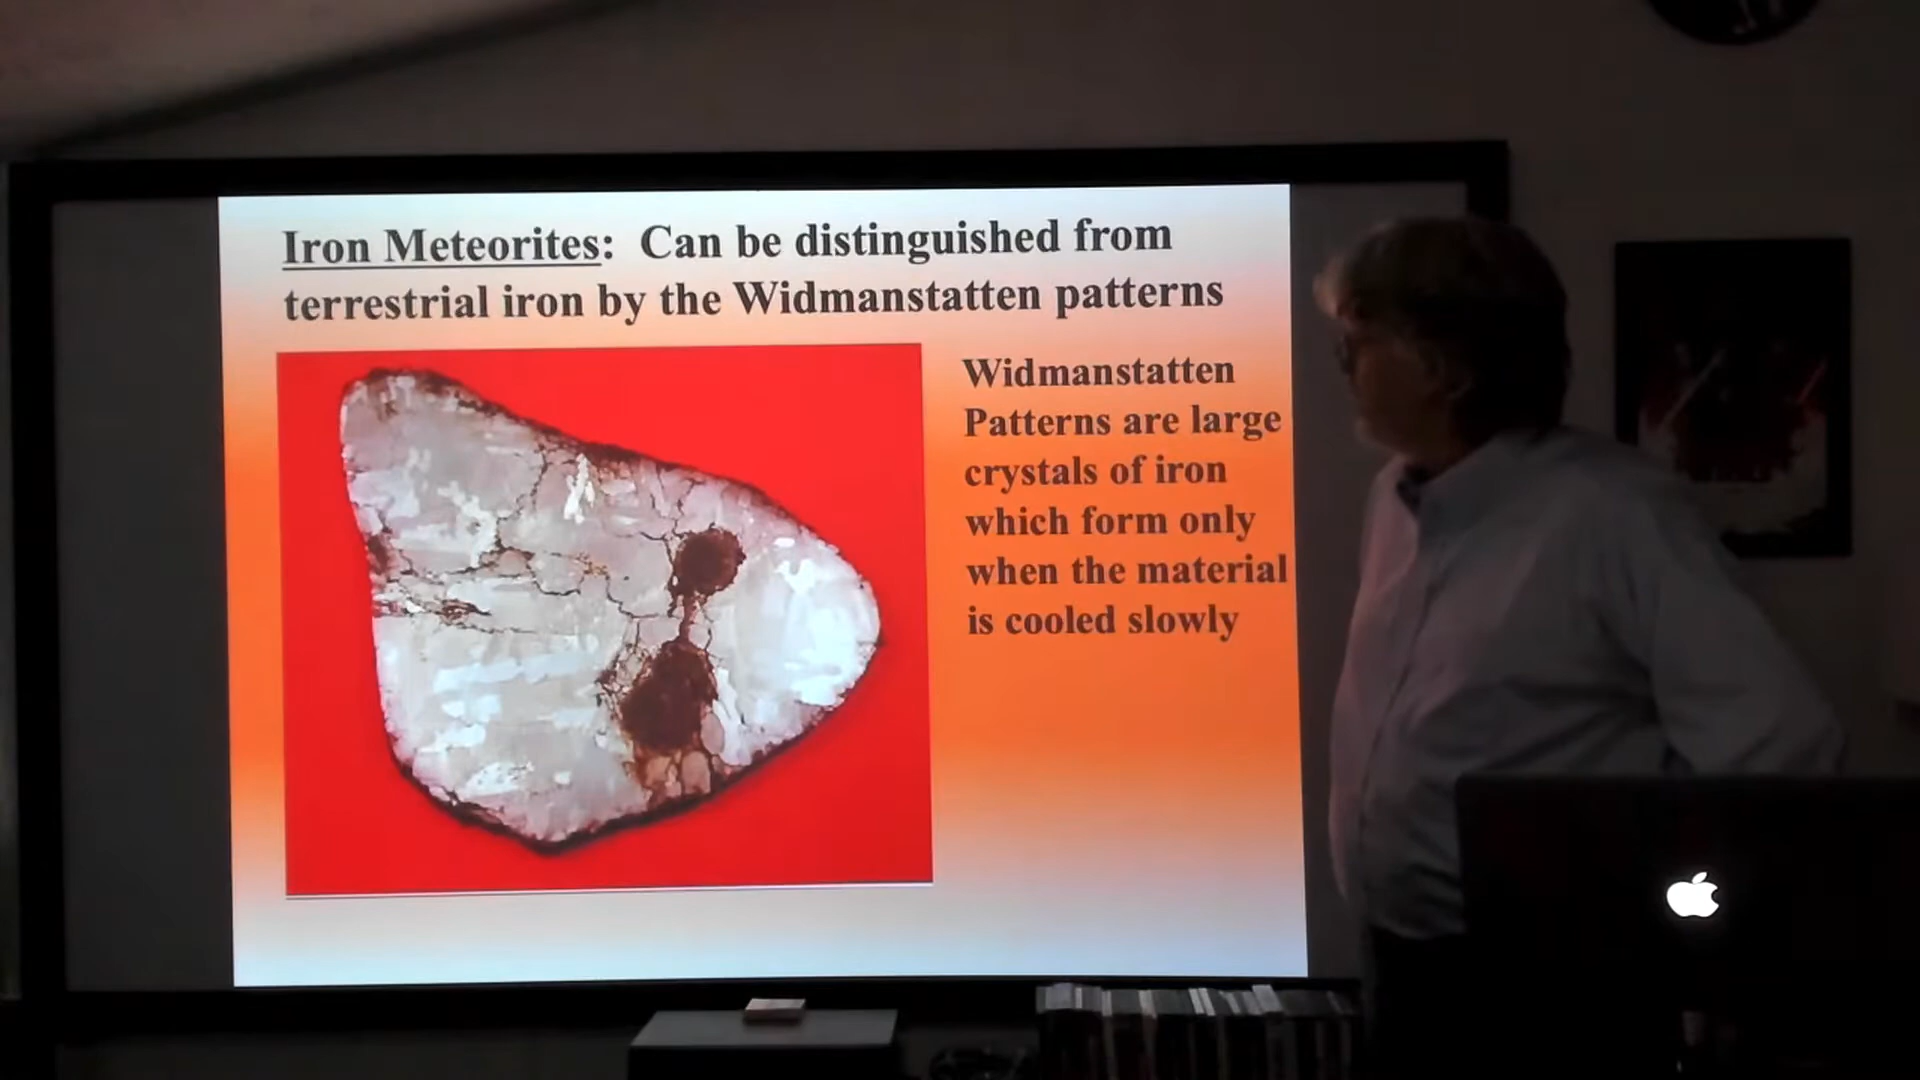 Iron Meteorites: Can be distinguished from
terrestrial iron by the Widmanstatten patterns
Widmanstatten
Patterns are large
crystals of iron
which form only
when the material
is cooled slowly